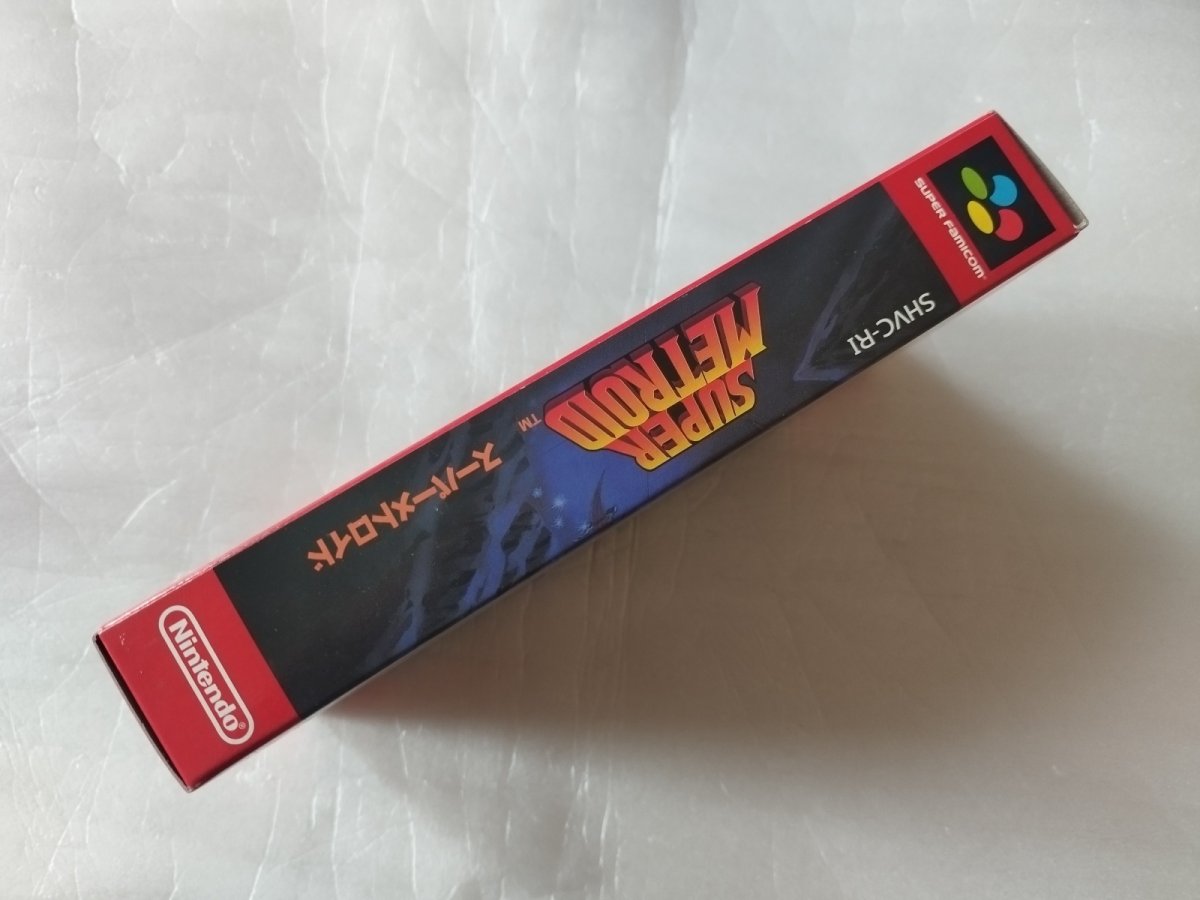 SUPER FAMICOM
SHVC-RI
SUPER
METROID
TM
スーパーメトロイド
Nintendo®